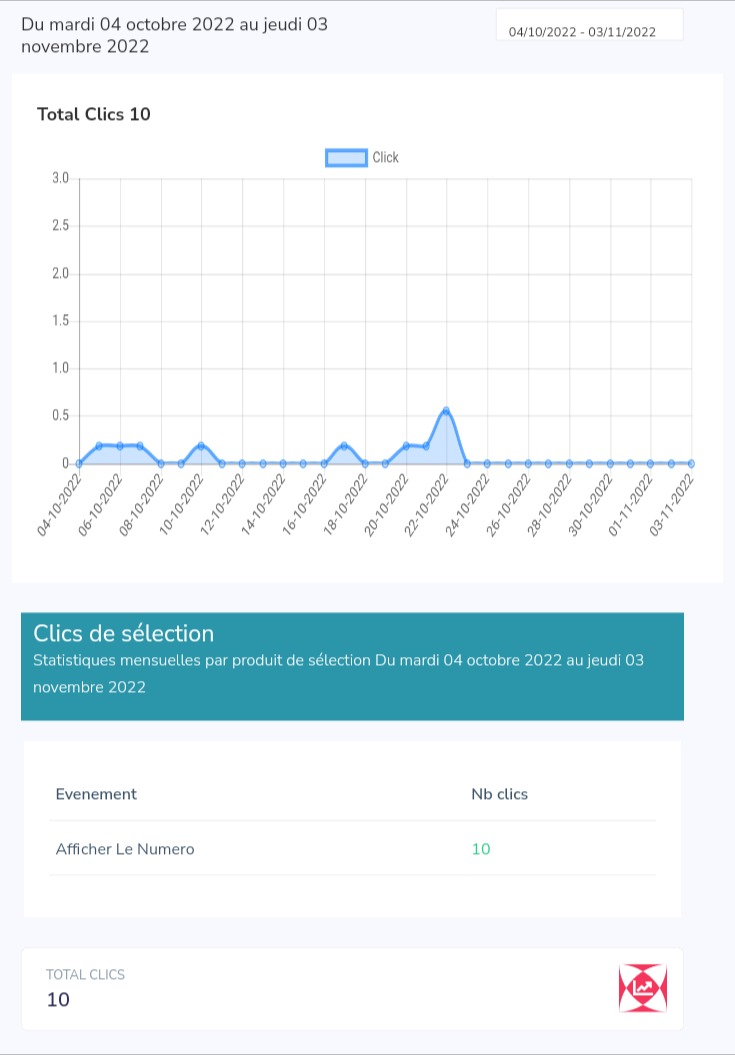 Du mardi 04 octobre 2022 au jeudi 03
novembre 2022
04/10/2022 - 03/11/2022
Total Clics 10
Click
3.0
2.5
2.0
1.5
1.0
0.5
0
04-10-2022
06-10-2022
08-10-2022
10-10-2022
12-10-2022
14-10-2022
16-10-2022
18-10-2022
20-10-2022
22-10-2022
24-10-2022
26-10-2022
28-10-2022
30-10-2022
01-11-2022
03-11-2022
Clics de sélection
Statistiques mensuelles par produit de sélection Du mardi 04 octobre 2022 au jeudi 03
novembre 2022
Evenement Nb clics
Afficher Le Numero 10
TOTAL CLICS
10